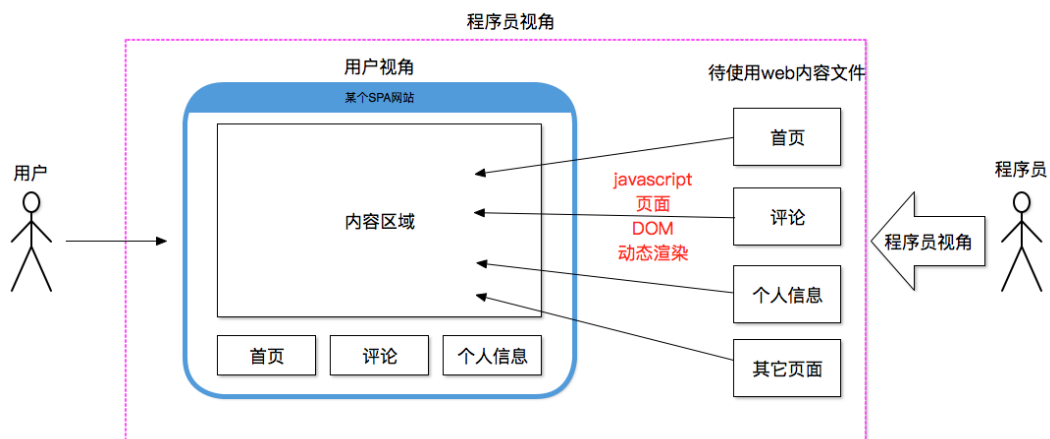 程序员视角
用户视角
待使用web内容文件
某个SPA网站
首页
用户
程序员
javascript
页面
DOM
动态渲染
评论
内容区域
程序员视角
个人信息
首页
评论
个人信息
其它页面